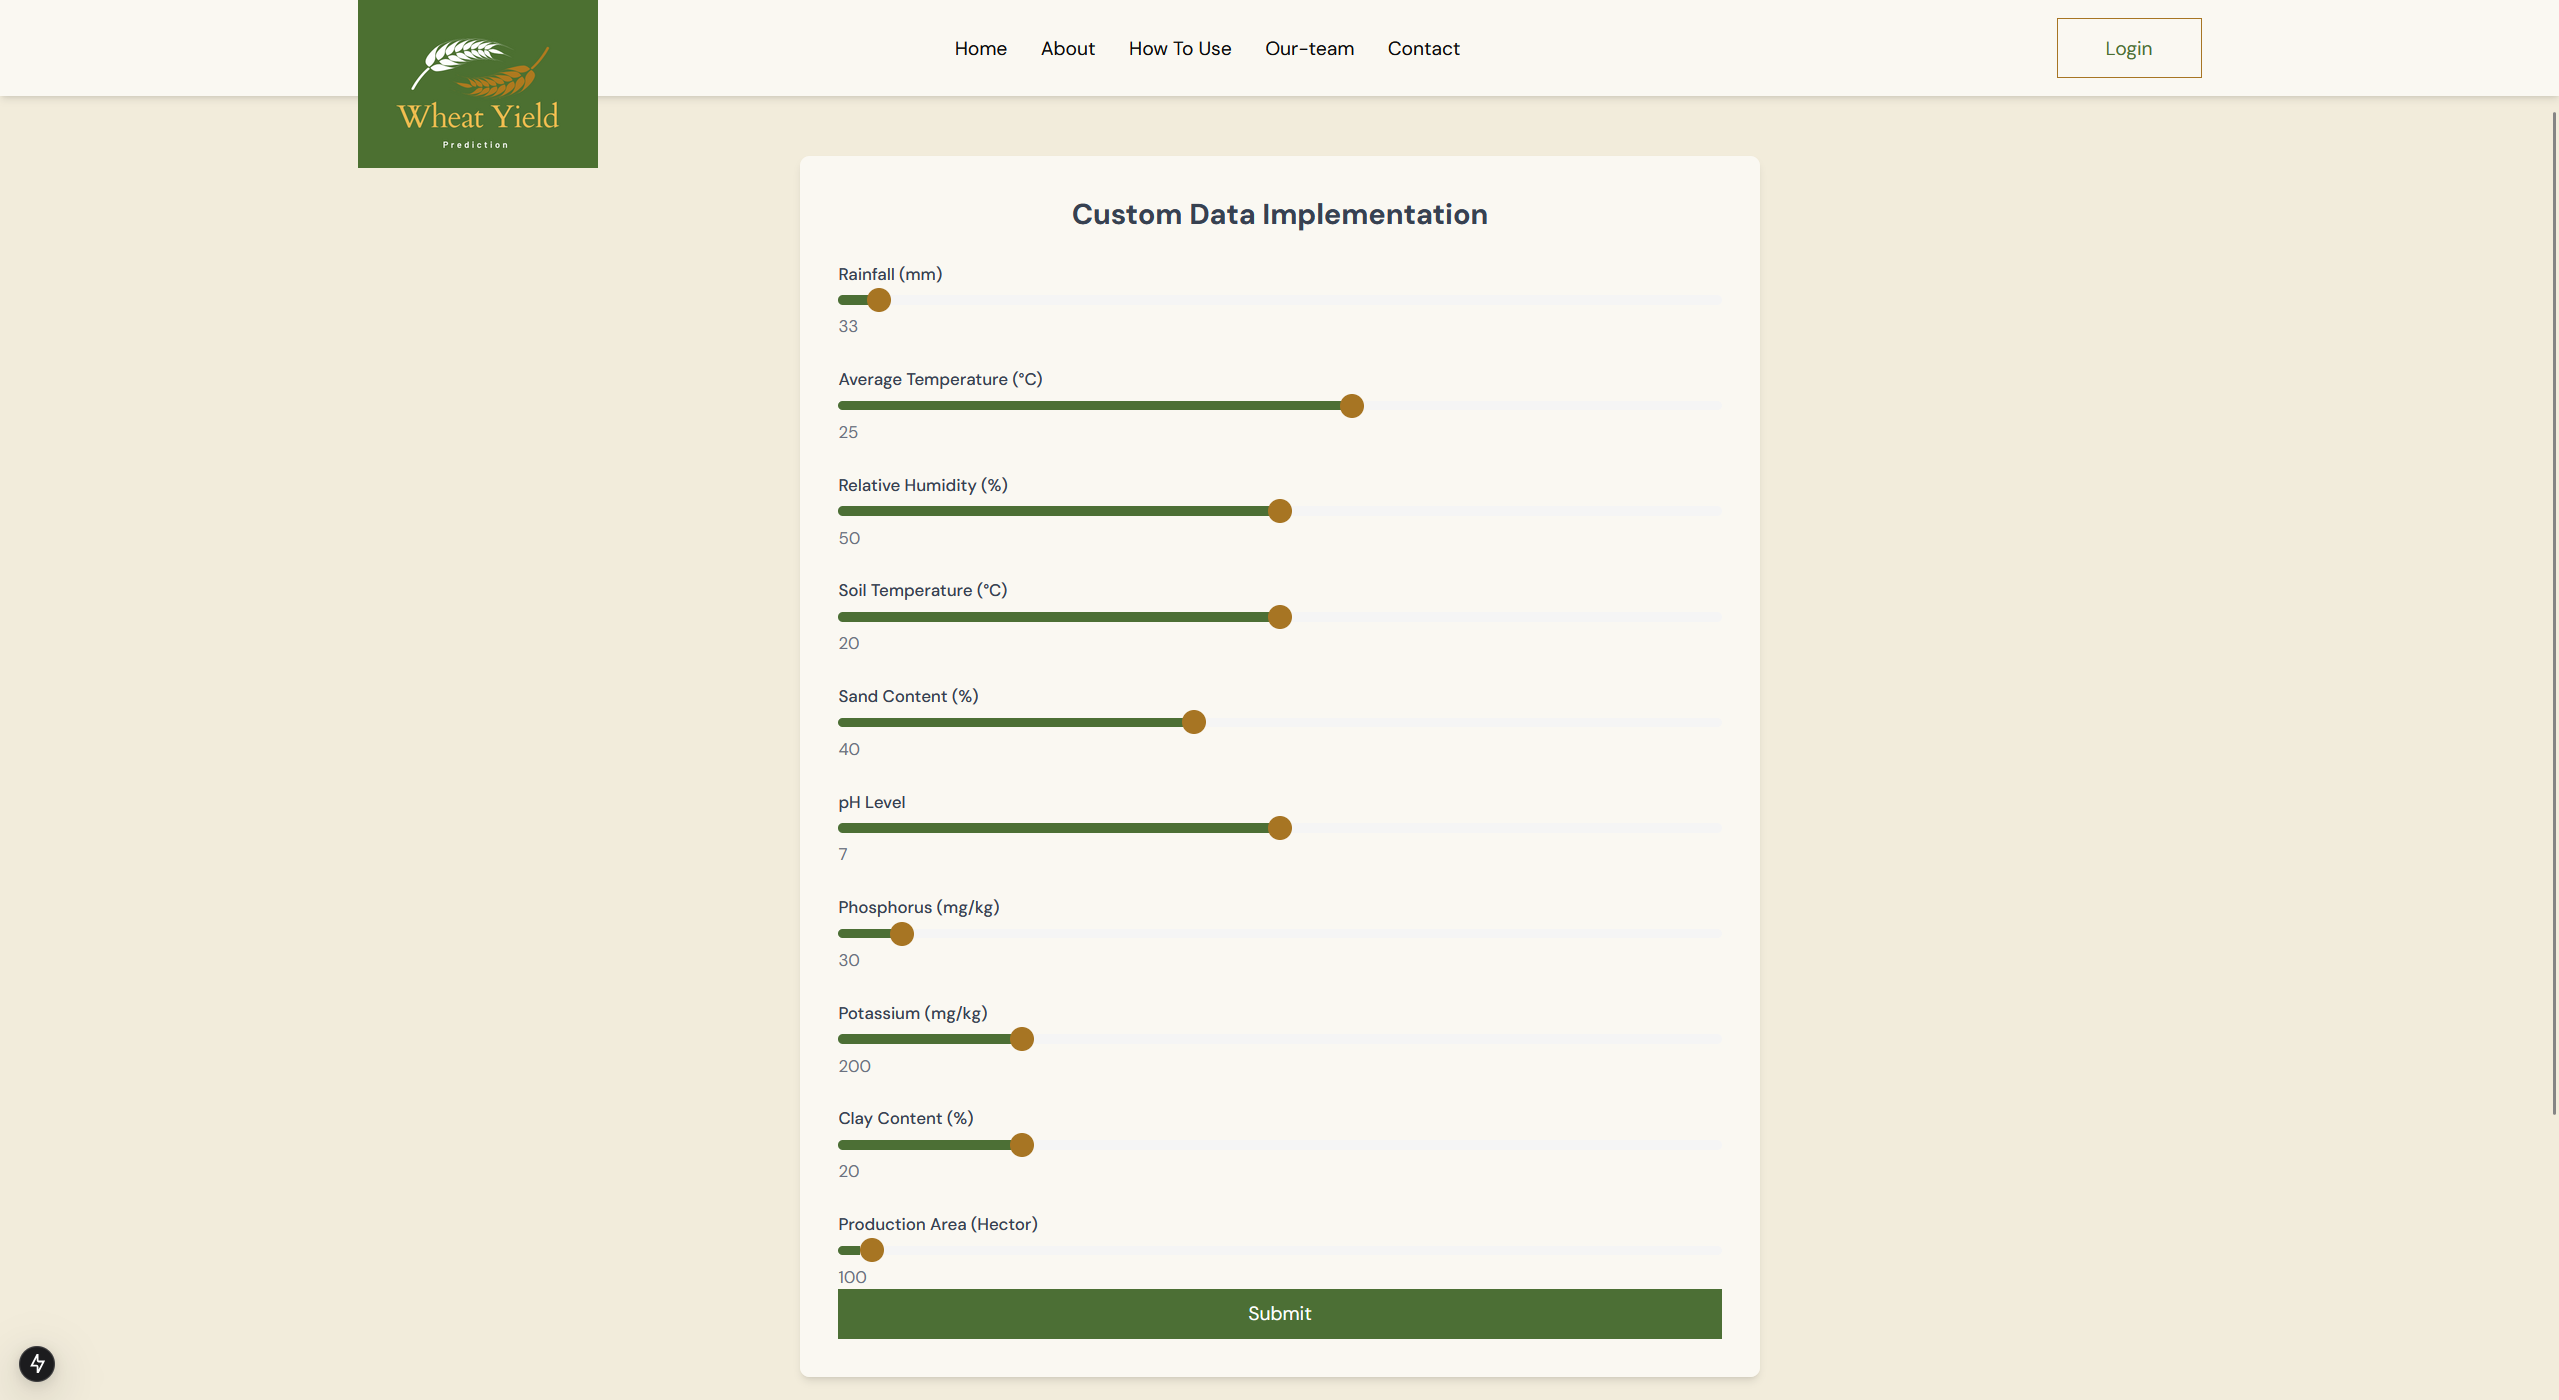 Wheat Yield
Prediction
Home About How To Use Our-team Contact
Login
Custom Data Implementation
Rainfall (mm)
33
Average Temperature (°C)
25
Relative Humidity (%)
50
Soil Temperature (°C)
20
Sand Content (%)
40
pH Level
7
Phosphorus (mg/kg)
30
Potassium (mg/kg)
200
Clay Content (%)
20
Production Area (Hector)
100
Submit